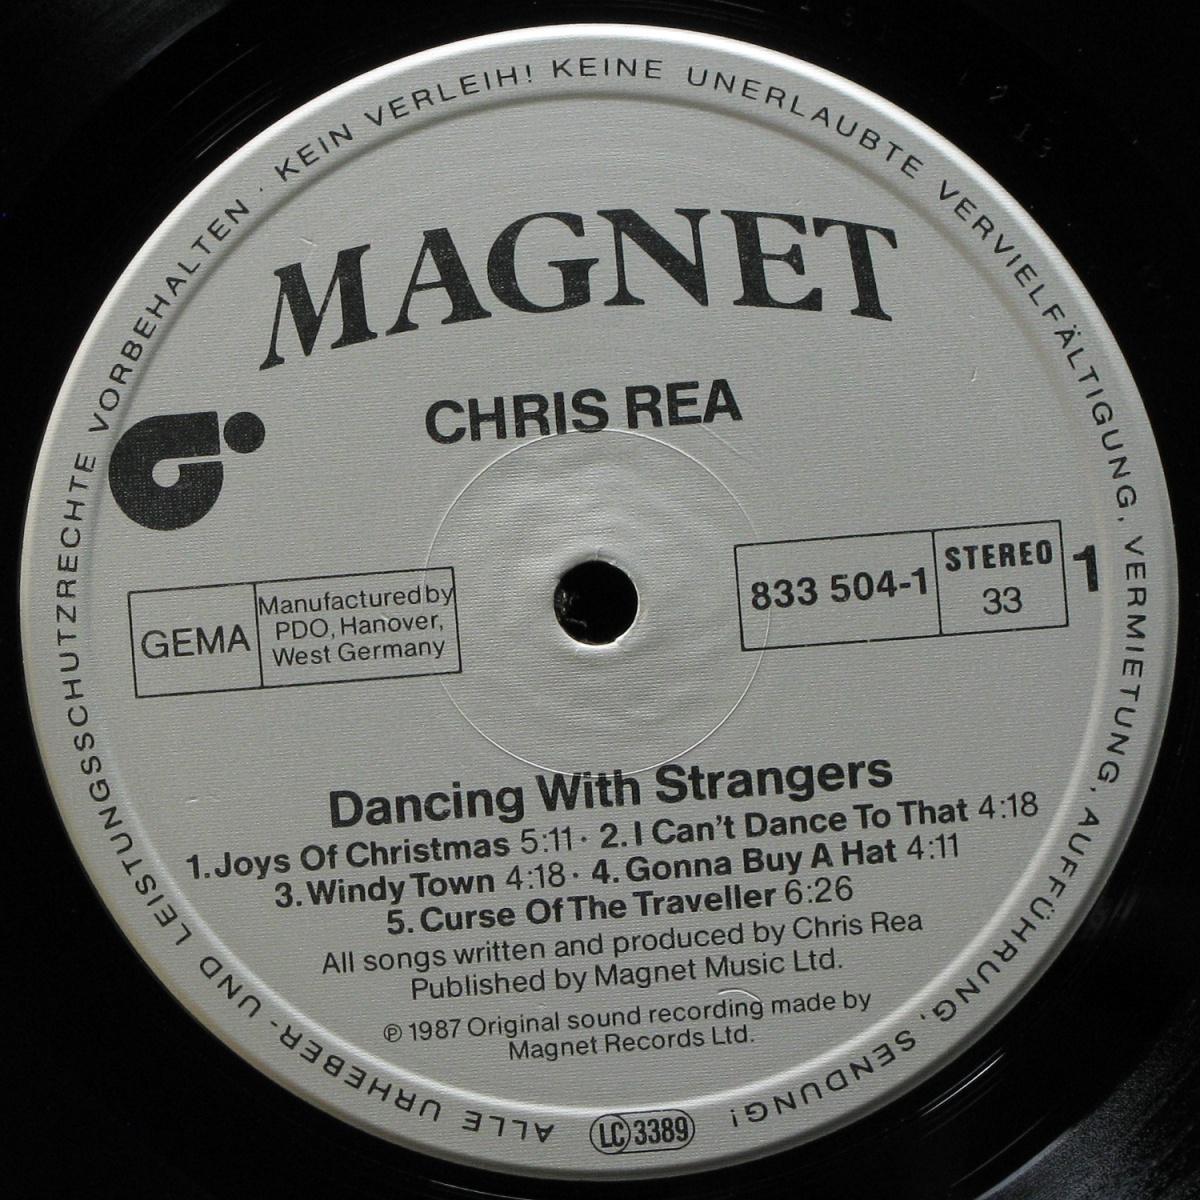 ALLE URHEBER- UND LEISTUNGSSCHUTZRECHTE VORBEHALTEN · KEIN VERLEIH! KEINE UNERLAUBTE VERVIELFÄLTIGUNG, VERMIETUNG, AUFFÜHRUNG, SENDUNG!
MAGNET
CHRIS REA
GEMA
Manufactured by
PDO, Hanover,
West Germany
833 504-1
STEREO
33
1
Dancing With Strangers
1. Joys Of Christmas 5:11 · 2. I Can't Dance To That 4:18
3. Windy Town 4:18 · 4. Gonna Buy A Hat 4:11
5. Curse Of The Traveller 6:26
All songs written and produced by Chris Rea
Published by Magnet Music Ltd.
℗ 1987 Original sound recording made by
Magnet Records Ltd.
LC 3389